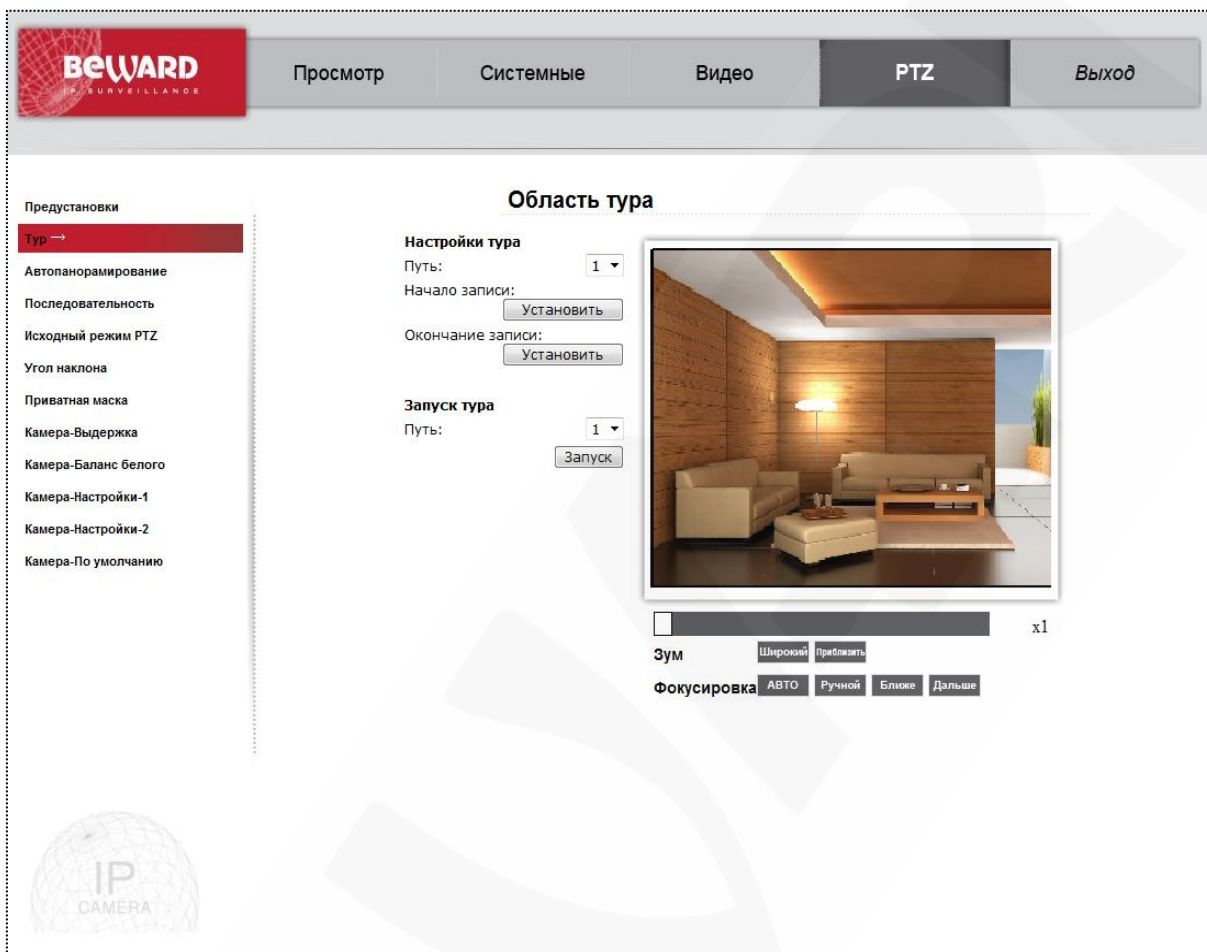 BEWARD
IP SURVEILLANCE
Просмотр
Системные
Видео
PTZ
Выход
Предустановки
Тур →
Автопанорамирование
Последовательность
Исходный режим PTZ
Угол наклона
Приватная маска
Камера-Выдержка
Камера-Баланс белого
Камера-Настройки-1
Камера-Настройки-2
Камера-По умолчанию
Область тура
Настройки тура
Путь: 1
Начало записи:
Установить
Окончание записи:
Установить
Запуск тура
Путь: 1
Запуск
x1
Зум Широкий Приблизить
Фокусировка АВТО Ручной Ближе Дальше
IP
CAMERA